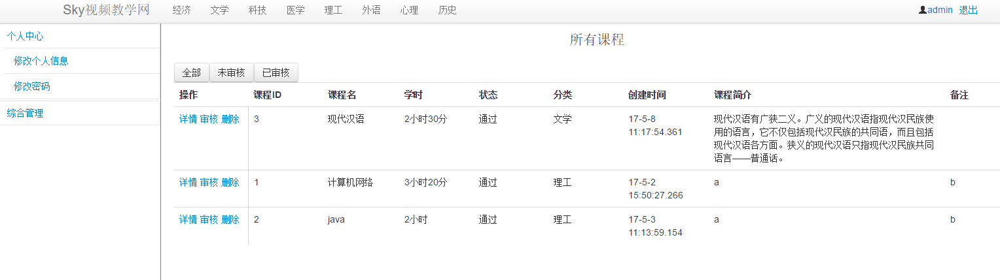 Sky视频教学网 经济 文学 科技 医学 理工 外语 心理 历史 admin 退出
个人中心
修改个人信息
修改密码
综合管理
所有课程
全部 未审核 已审核
操作 课程ID 课程名 学时 状态 分类 创建时间 课程简介 备注
详情 审核 删除 3 现代汉语 2小时30分 通过 文学 17-5-8 现代汉语有广狭二义。广义的现代汉语指现代汉民族使
11:17:54.361 用的语言，它不仅包括现代汉民族的共同语，而且包括
现代汉语各方面。狭义的现代汉语只指现代汉民族共同
语言——普通话。
详情 审核 删除 1 计算机网络 3小时20分 通过 理工 17-5-2 a b
15:50:27.266
详情 审核 删除 2 java 2小时 通过 理工 17-5-3 a b
11:13:59.154